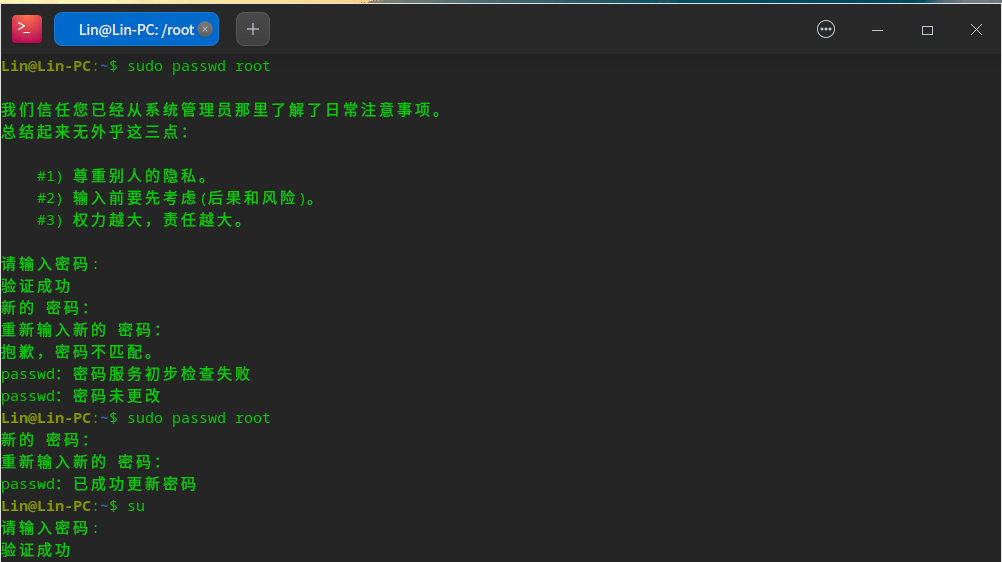 Lin@Lin-PC: /root
Lin@Lin-PC:~$ sudo passwd root
我们信任您已经从系统管理员那里了解了日常注意事项。
总结起来无外乎这三点：
#1) 尊重别人的隐私。
#2) 输入前要先考虑(后果和风险)。
#3) 权力越大，责任越大。
请输入密码:
验证成功
新的 密码：
重新输入新的 密码：
抱歉，密码不匹配。
passwd：密码服务初步检查失败
passwd：密码未更改
Lin@Lin-PC:~$ sudo passwd root
新的 密码：
重新输入新的 密码：
passwd：已成功更新密码
Lin@Lin-PC:~$ su
请输入密码:
验证成功